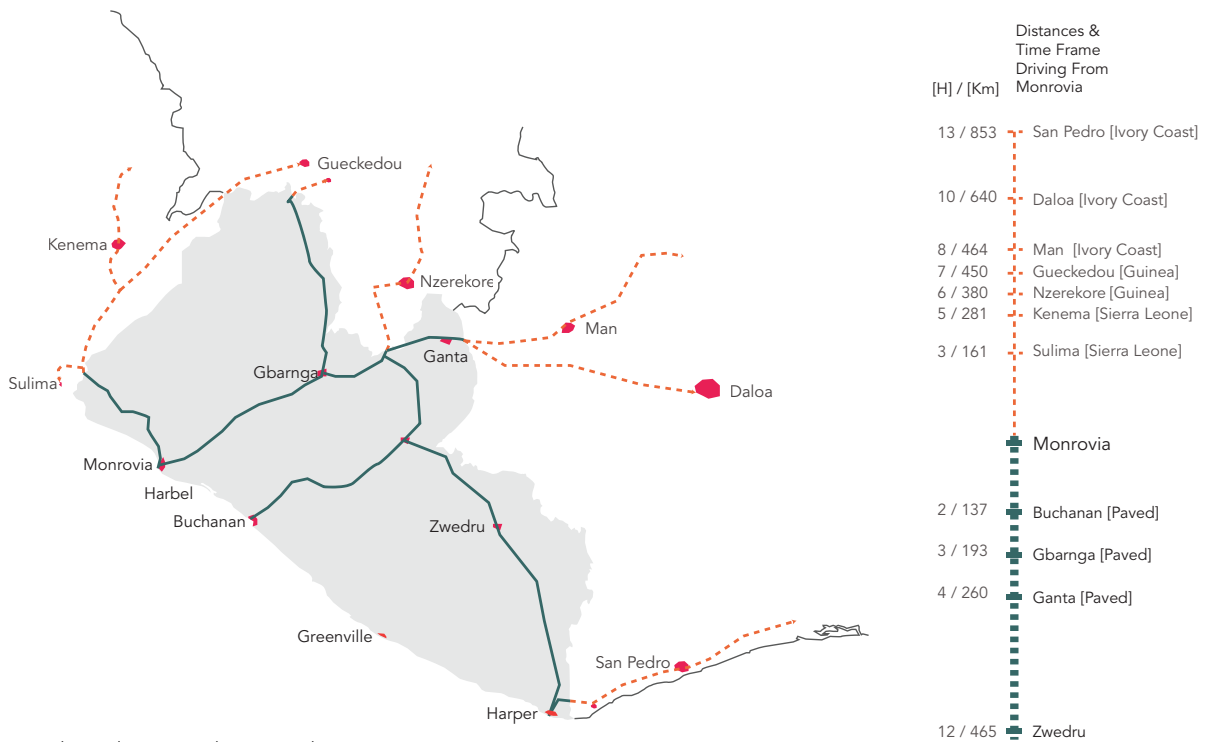 Distances &
Time Frame
Driving From
[H] / [Km] Monrovia
13 / 853 San Pedro [Ivory Coast]
10 / 640 Daloa [Ivory Coast]
8 / 464 Man [Ivory Coast]
7 / 450 Gueckedou [Guinea]
6 / 380 Nzerekore [Guinea]
5 / 281 Kenema [Sierra Leone]
3 / 161 Sulima [Sierra Leone]
Monrovia
2 / 137 Buchanan [Paved]
3 / 193 Gbarnga [Paved]
4 / 260 Ganta [Paved]
12 / 465 Zwedru
Gueckedou
Kenema
Nzerekore
Man
Ganta
Gbarnga
Sulima
Daloa
Monrovia
Harbel
Buchanan
Zwedru
Greenville
San Pedro
Harper